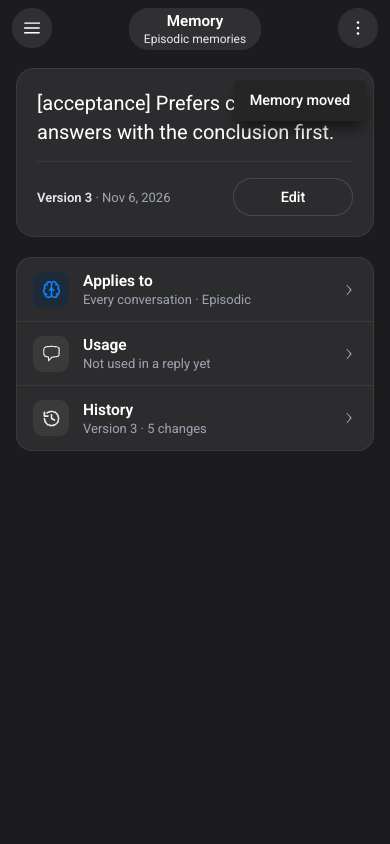 Memory
Episodic memories
[acceptance] Prefers
Memory moved
answers with the conclusion first.
Version 3 · Nov 6, 2026
Edit
Applies to
Every conversation · Episodic
Usage
Not used in a reply yet
History
Version 3 · 5 changes